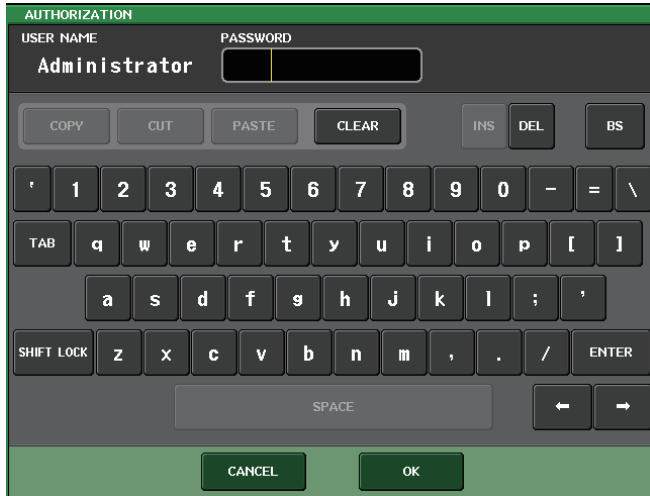 AUTHORIZATION
USER NAME PASSWORD
Administrator
COPY CUT PASTE CLEAR INS DEL BS
' 1 2 3 4 5 6 7 8 9 0 - = \
TAB q w e r t y u i o p [ ]
a s d f g h j k l ; '
SHIFT LOCK z x c v b n m , . / ENTER
SPACE ← →
CANCEL OK